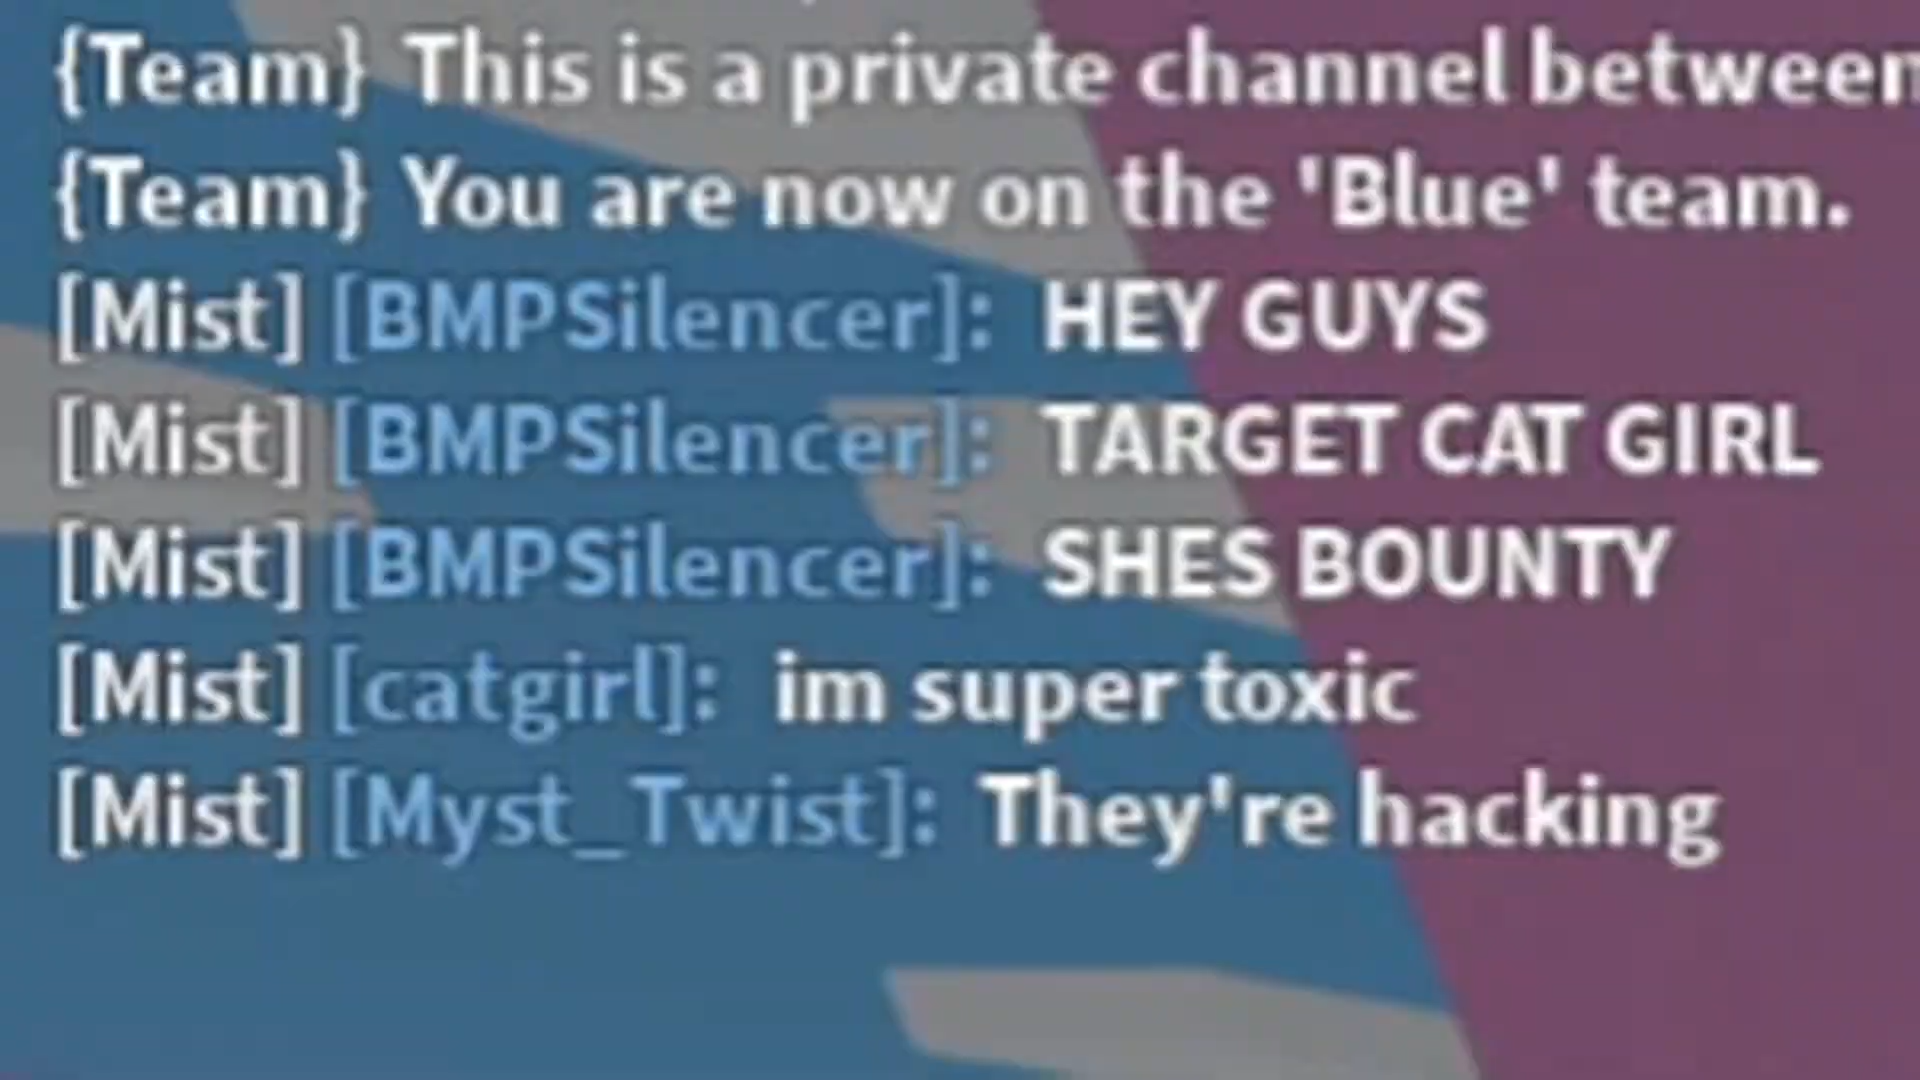 {Team} This is a private channel between
{Team} You are now on the 'Blue' team.
[Mist] [BMPSilencer]: HEY GUYS
[Mist] [BMPSilencer]: TARGET CAT GIRL
[Mist] [BMPSilencer]: SHES BOUNTY
[Mist] [catgirl]: im super toxic
[Mist] [Myst_Twist]: They're hacking